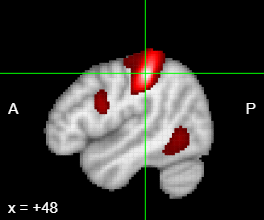 A
P
x = +48